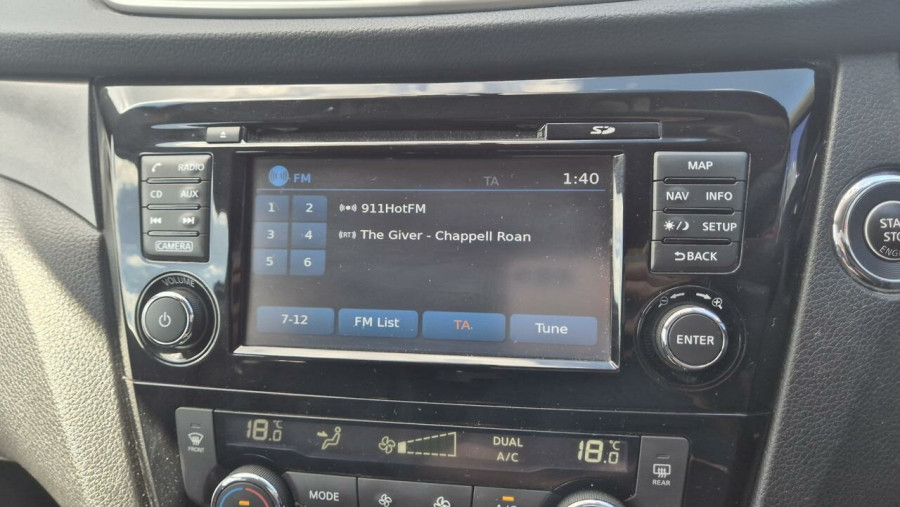 SD
RADIO
CD AUX
CAMERA
VOLUME
FM
TA
1:40
1 2
911HotFM
3 4
(RT) The Giver - Chappell Roan
5 6
7-12
FM List
TA
Tune
MAP
NAV INFO
SETUP
BACK
ENTER
FRONT
18.0 °C
DUAL
A/C
18.0 °C
REAR
MODE